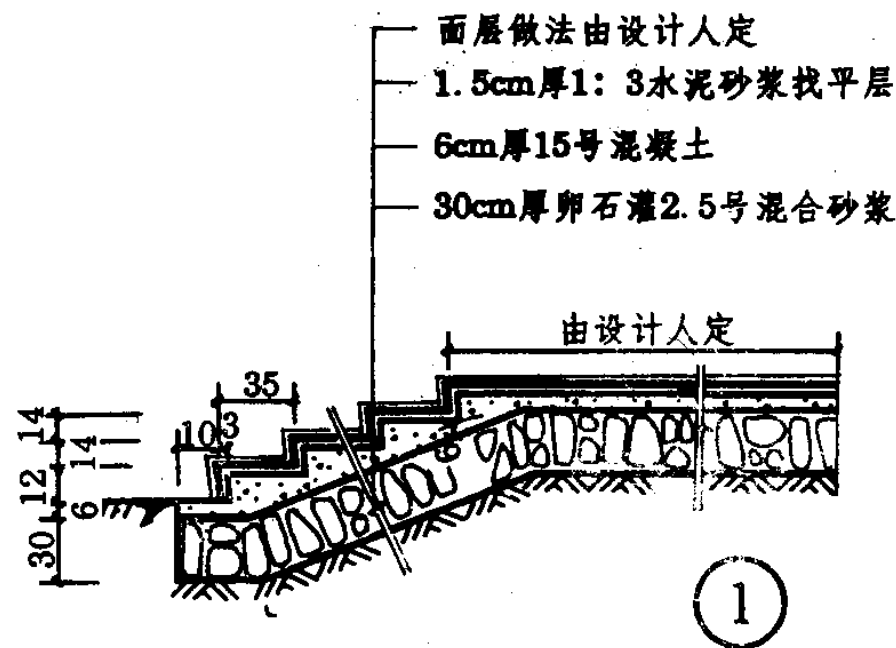 面层做法由设计人定
1.5cm厚1：3水泥砂浆找平层
6cm厚15号混凝土
30cm厚卵石灌2.5号混合砂浆
由设计人定
35
10
3
14
14
12
6
30
6
1